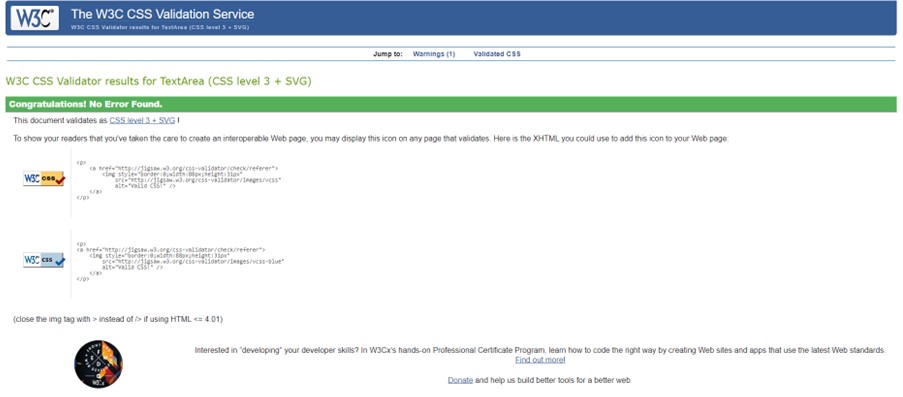 W3C® The W3C CSS Validation Service
W3C CSS Validator results for TextArea (CSS level 3 + SVG)
Jump to: Warnings (1) Validated CSS
W3C CSS Validator results for TextArea (CSS level 3 + SVG)
Congratulations! No Error Found.
This document validates as CSS level 3 + SVG !
To show your readers that you've taken the care to create an interoperable Web page, you may display this icon on any page that validates. Here is the XHTML you could use to add this icon to your Web page:
W3C css
<p>
<a href="http://jigsaw.w3.org/css-validator/check/referer">
<img style="border:0;width:88px;height:31px"
src="http://jigsaw.w3.org/css-validator/images/vcss"
alt="Valid CSS!" />
</a>
</p>
W3C css
<p>
<a href="http://jigsaw.w3.org/css-validator/check/referer">
<img style="border:0;width:88px;height:31px"
src="http://jigsaw.w3.org/css-validator/images/vcss-blue"
alt="Valid CSS!" />
</a>
</p>
(close the img tag with > instead of /> if using HTML <= 4.01)
Interested in "developing" your developer skills? In W3Cx's hands-on Professional Certificate Program, learn how to code the right way by creating Web sites and apps that use the latest Web standards.
Find out more!
Donate and help us build better tools for a better web.